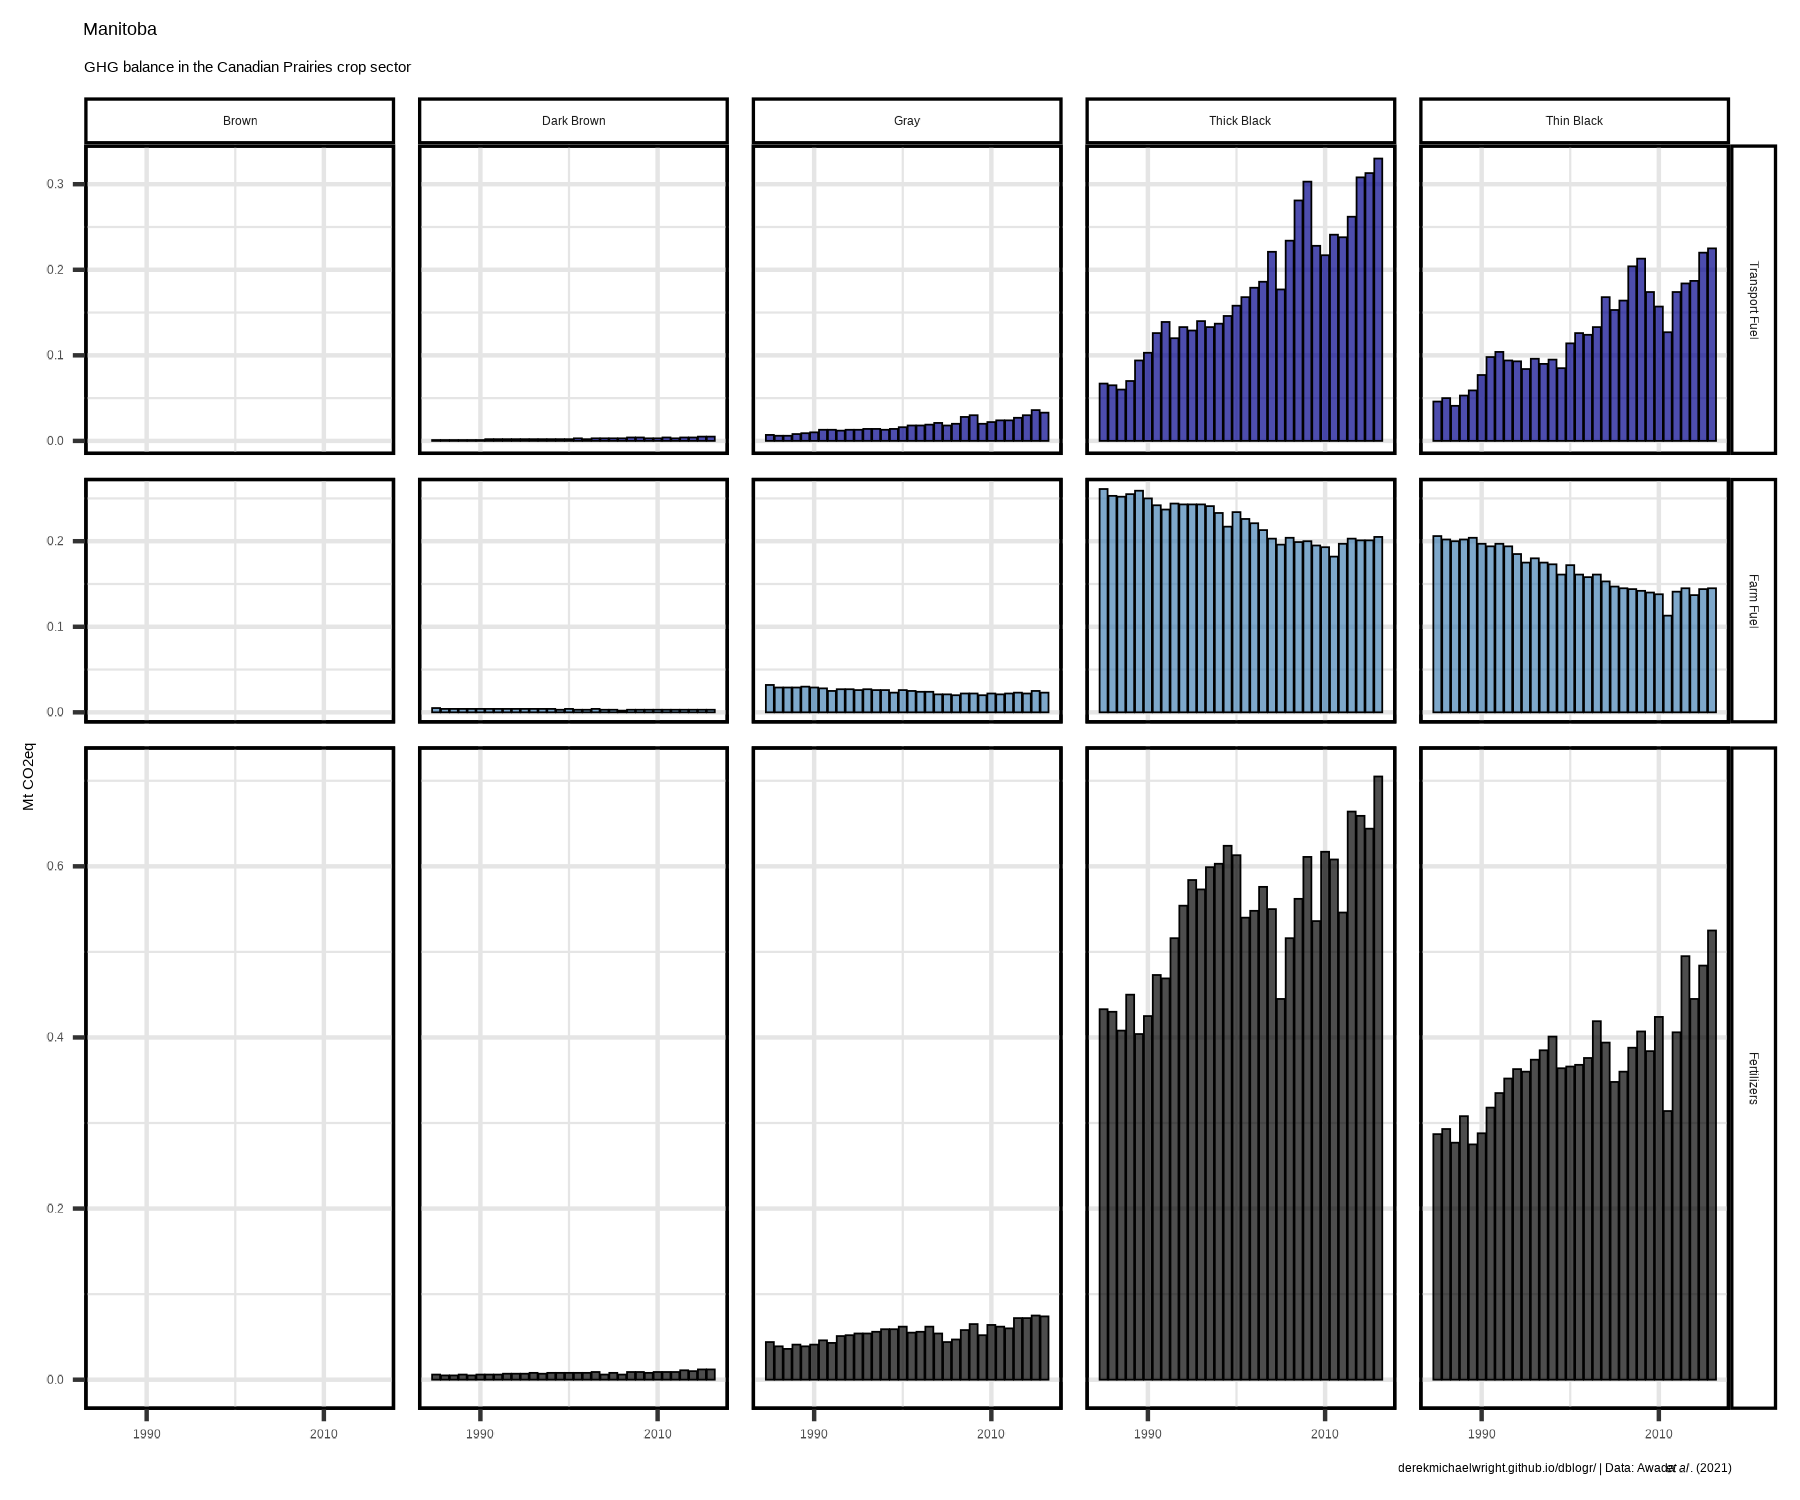 Manitoba
GHG balance in the Canadian Prairies crop sector
Brown Dark Brown Gray Thick Black Thin Black
0.3
0.2
0.1
0.0
Transport Fuel
0.2
0.1
0.0
Farm Fuel
Mt CO2eq
0.6
0.4
0.2
0.0
Fertilizers
1990 2010 1990 2010 1990 2010 1990 2010 1990 2010
derekmichaelwright.github.io/dblogr/ | Data: Awada et al. (2021)